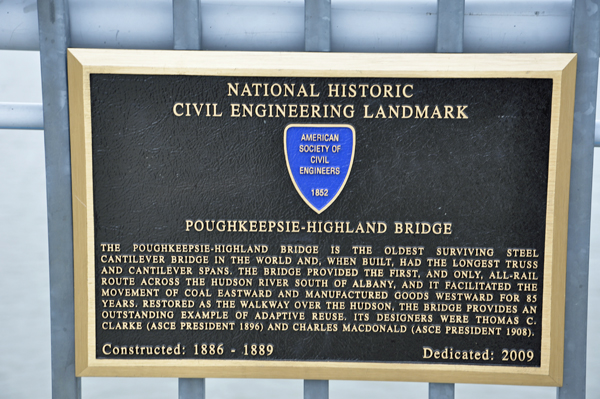 NATIONAL HISTORIC
CIVIL ENGINEERING LANDMARK
AMERICAN
SOCIETY OF
CIVIL
ENGINEERS
1852
POUGHKEEPSIE-HIGHLAND BRIDGE
THE POUGHKEEPSIE-HIGHLAND BRIDGE IS THE OLDEST SURVIVING STEEL
CANTILEVER BRIDGE IN THE WORLD AND, WHEN BUILT, HAD THE LONGEST TRUSS
AND CANTILEVER SPANS. THE BRIDGE PROVIDED THE FIRST, AND ONLY, ALL-RAIL
ROUTE ACROSS THE HUDSON RIVER SOUTH OF ALBANY, AND IT FACILITATED THE
MOVEMENT OF COAL EASTWARD AND MANUFACTURED GOODS WESTWARD FOR 85
YEARS. RESTORED AS THE WALKWAY OVER THE HUDSON, THE BRIDGE PROVIDES AN
OUTSTANDING EXAMPLE OF ADAPTIVE REUSE. ITS DESIGNERS WERE THOMAS C.
CLARKE (ASCE PRESIDENT 1896) AND CHARLES MACDONALD (ASCE PRESIDENT 1908).
Constructed: 1886 - 1889 Dedicated: 2009